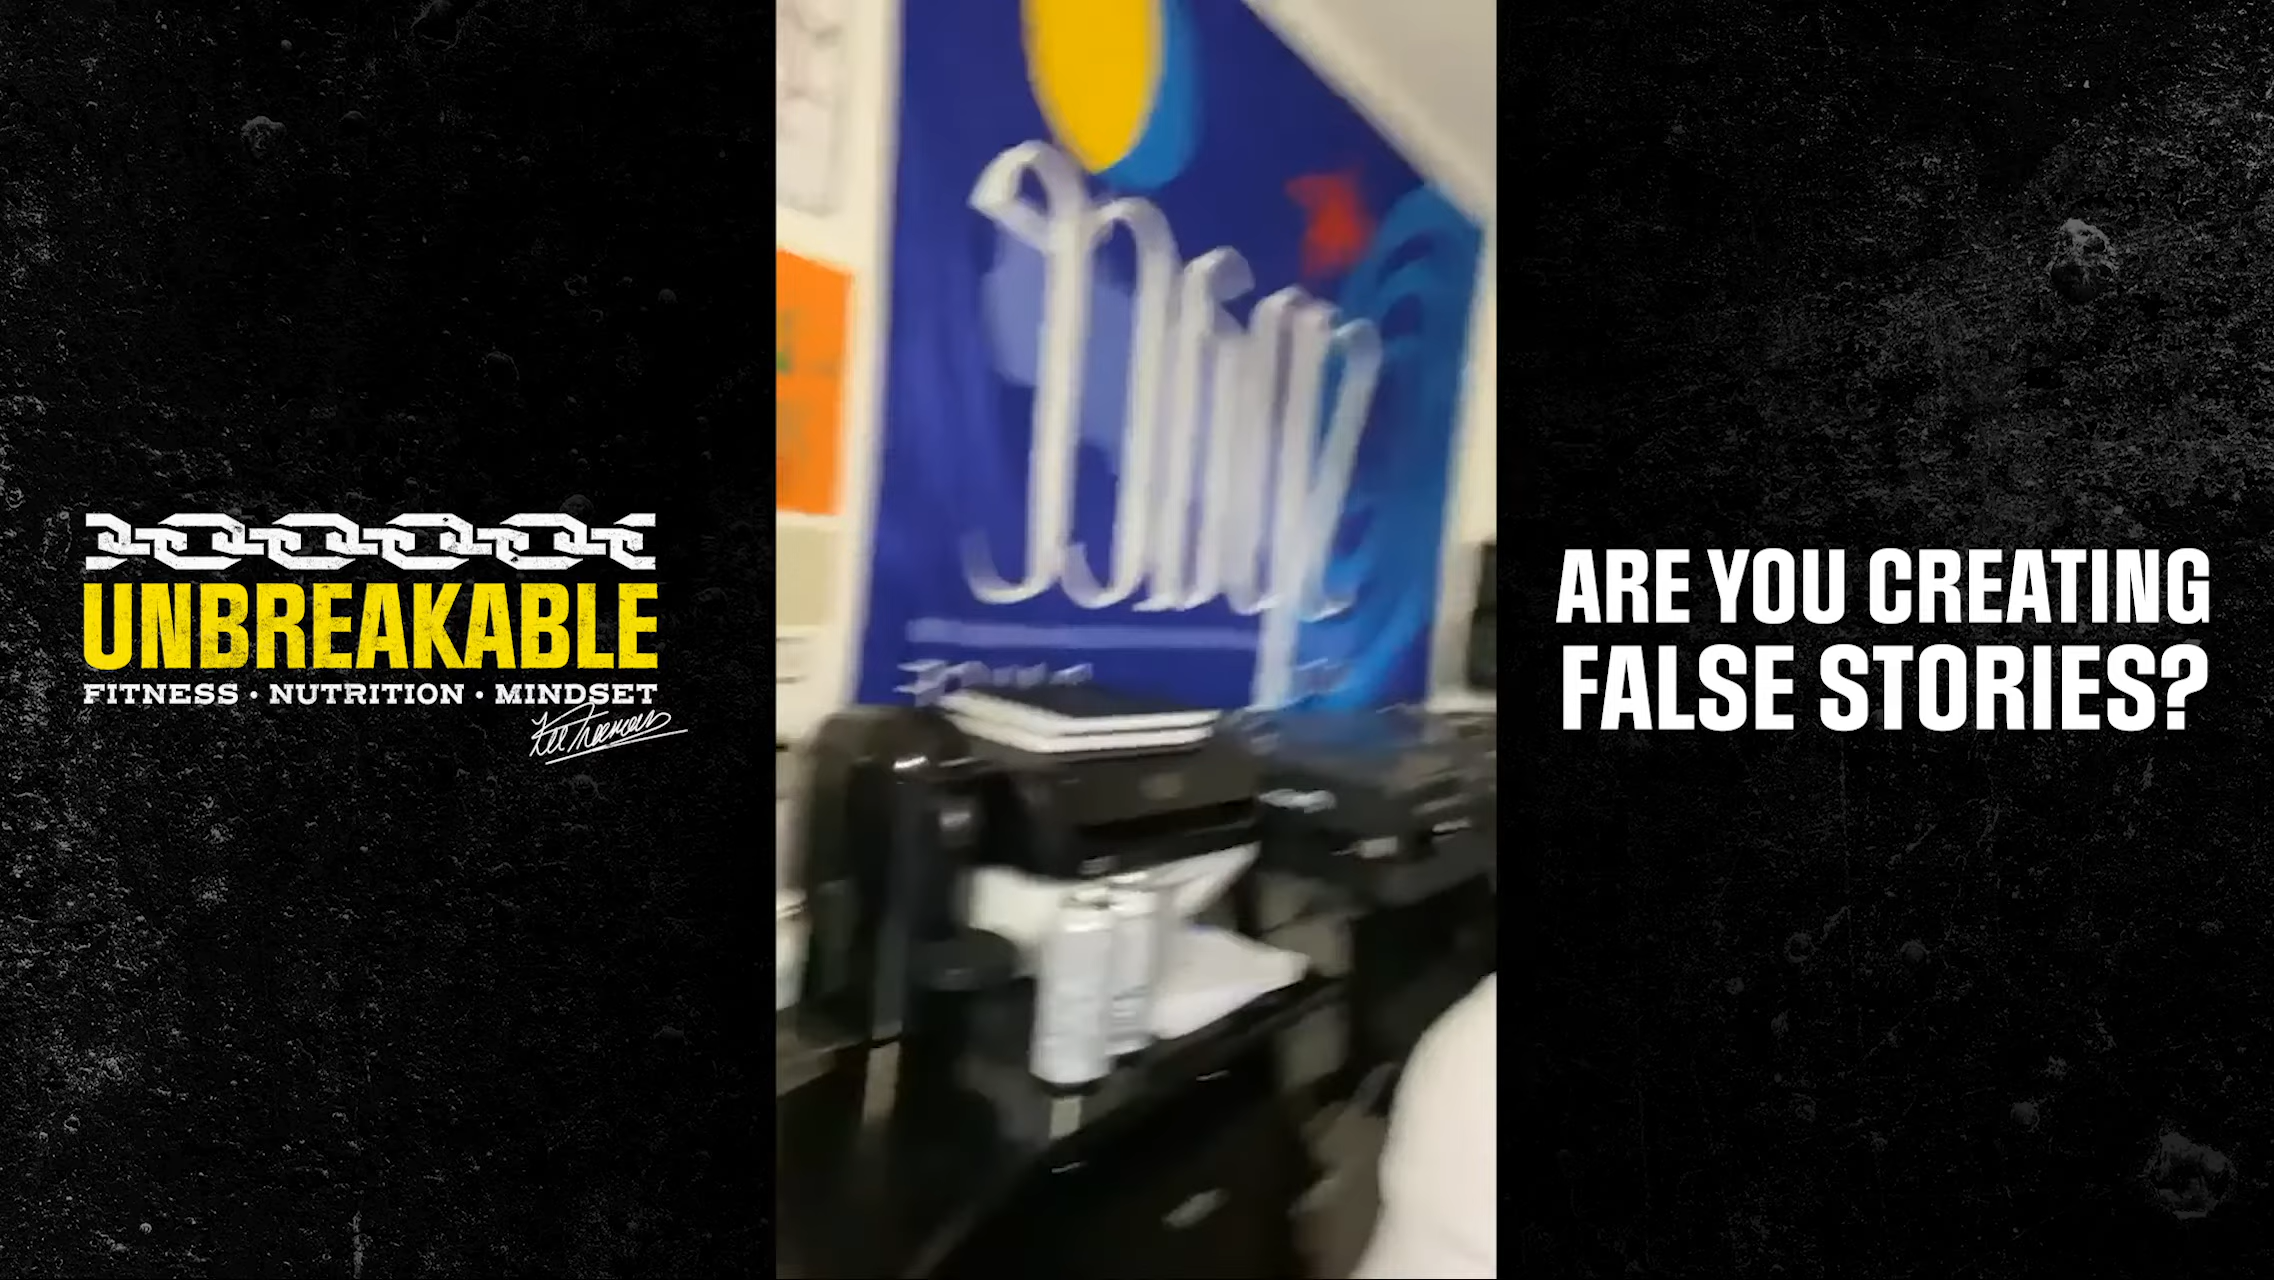 UNBREAKABLE
FITNESS • NUTRITION • MINDSET
ARE YOU CREATING
FALSE STORIES?